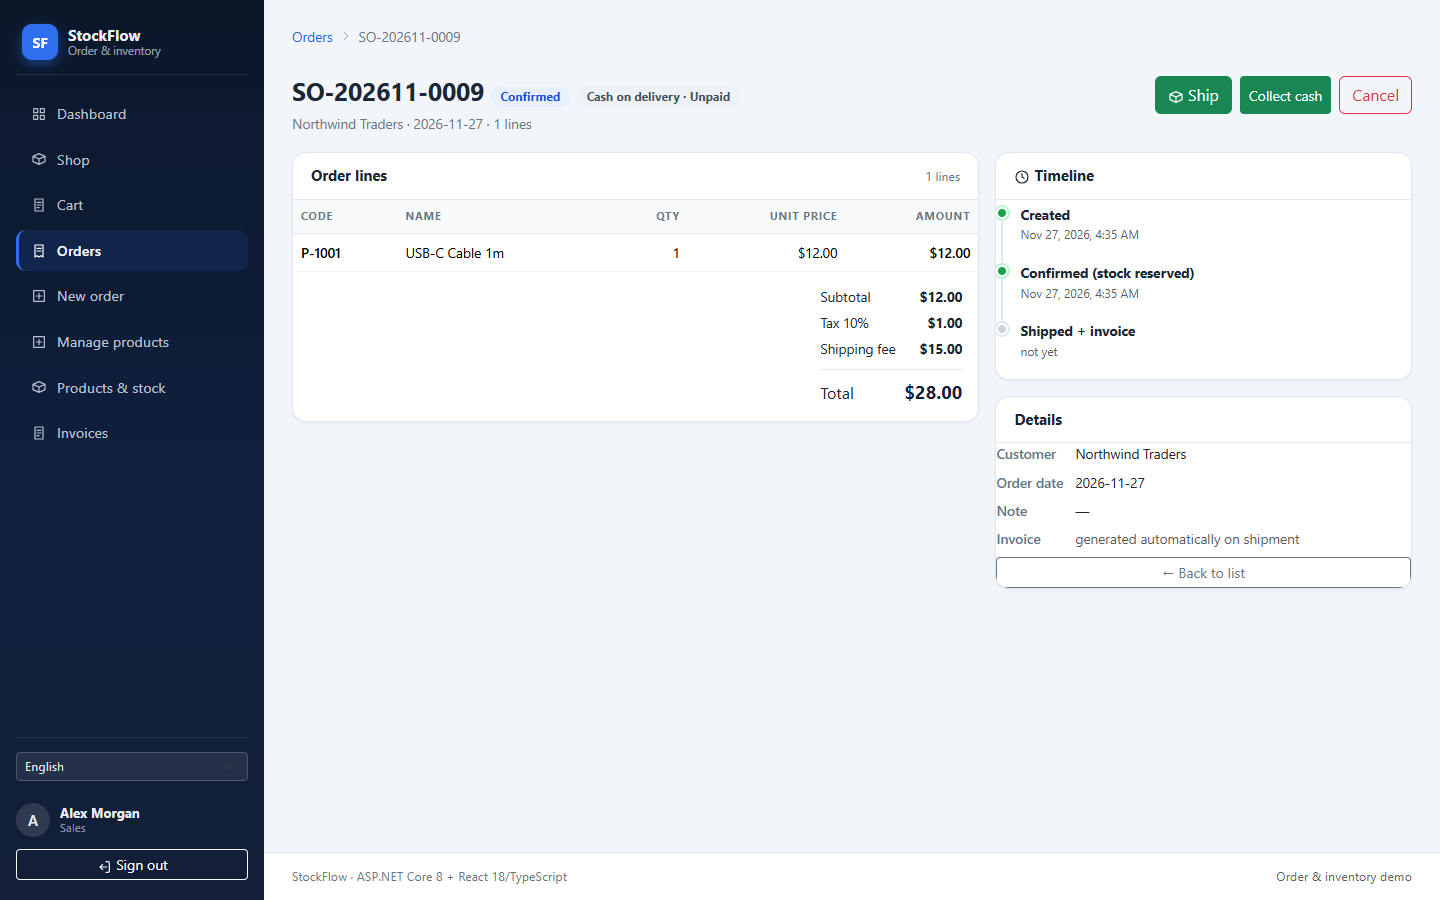 SF
StockFlow
Order & inventory
Dashboard
Shop
Cart
Orders
New order
Manage products
Products & stock
Invoices
English
A
Alex Morgan
Sales
Sign out
Orders > SO-202611-0009
SO-202611-0009 Confirmed Cash on delivery · Unpaid
Northwind Traders · 2026-11-27 · 1 lines
Ship Collect cash Cancel
Order lines 1 lines
CODE NAME QTY UNIT PRICE AMOUNT
P-1001 USB-C Cable 1m 1 $12.00 $12.00
Subtotal $12.00
Tax 10% $1.00
Shipping fee $15.00
Total $28.00
Timeline
Created
Nov 27, 2026, 4:35 AM
Confirmed (stock reserved)
Nov 27, 2026, 4:35 AM
Shipped + invoice
not yet
Details
Customer Northwind Traders
Order date 2026-11-27
Note —
Invoice generated automatically on shipment
← Back to list
StockFlow · ASP.NET Core 8 + React 18/TypeScript
Order & inventory demo